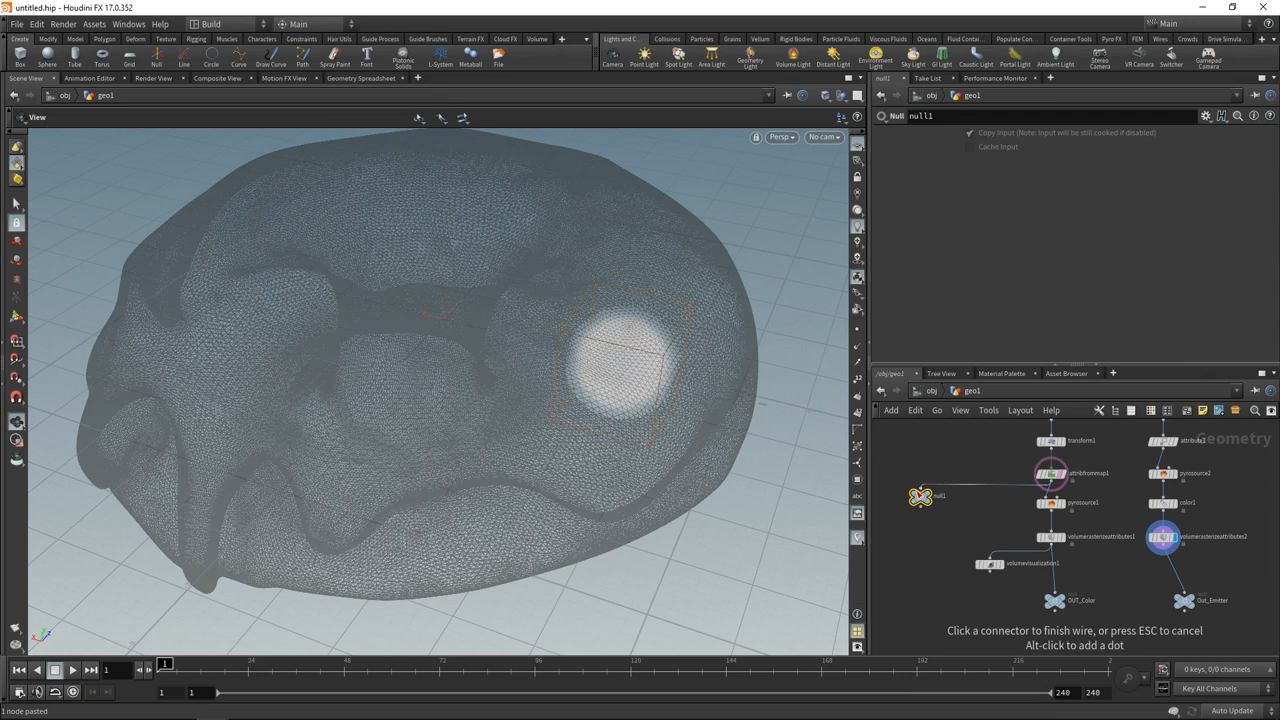 untitled.hip - Houdini FX 17.0.352
File Edit Render Assets Windows Help Build Main Main
Create Modify Model Polygon Deform Texture Rigging Muscles Characters Constraints Hair Utils Guide Process Guide Brushes Terrain FX Cloud FX Volume
Lights and C... Collisions Particles Grains Vellum Rigid Bodies Particle Fluids Viscous Fluids Oceans Fluid Contai... Populate Con... Container Tools Pyro FX FEM Wires Crowds Drive Simula...
Box Sphere Tube Torus Grid Null Line Circle Curve Draw Curve Path Spray Paint Font Platonic Solids L-System Metaball File
Camera Point Light Spot Light Area Light Geometry Light Volume Light Distant Light Environment Light Sky Light GI Light Caustic Light Portal Light Ambient Light Stereo Camera VR Camera Switcher Gamepad Camera
Scene View Animation Editor Render View Composite View Motion FX View Geometry Spreadsheet
null1 Take List Performance Monitor
obj geo1
obj geo1
View
Null null1
Copy Input (Note: Input will be still cooked if disabled)
Cache Input
Persp No cam
abc
/obj/geo1 Tree View Material Palette Asset Browser
obj geo1
Add Edit Go View Tools Layout Help
Geometry
transform1
attribute1
attribfrommap1
pyrosource2
null1
pyrosource1
color1
volumerasterizeattributes1
volumerasterizeattributes2
volumevisualization1
null
OUT_Color
null
Out_Emitter
Click a connector to finish wire, or press ESC to cancel
Alt-click to add a dot
1 1 24 48 72 96 120 144 168 192 216 2
0 keys, 0/0 channels
1 1 240 240
Key All Channels
1 node pasted
Auto Update